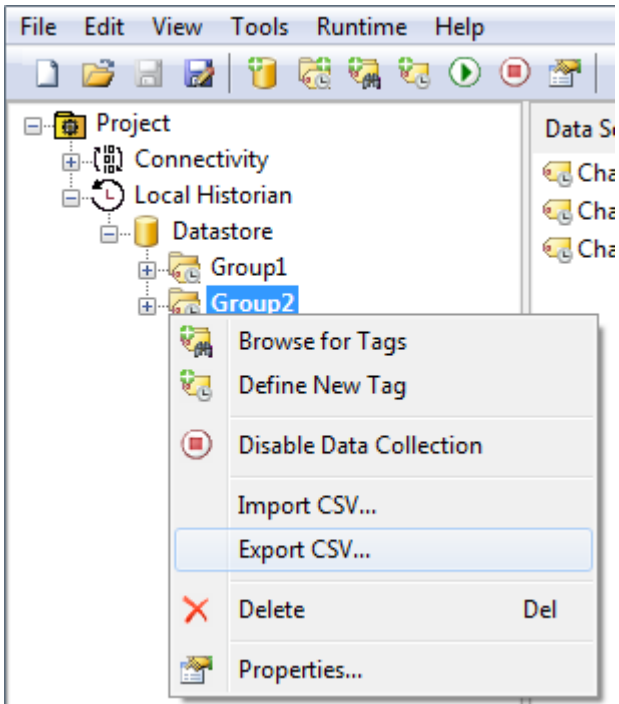 File Edit View Tools Runtime Help
Project
Data
Connectivity
Local Historian
Datastore
Group1
Group2
Browse for Tags
Define New Tag
Disable Data Collection
Import CSV...
Export CSV...
Delete Del
Properties...